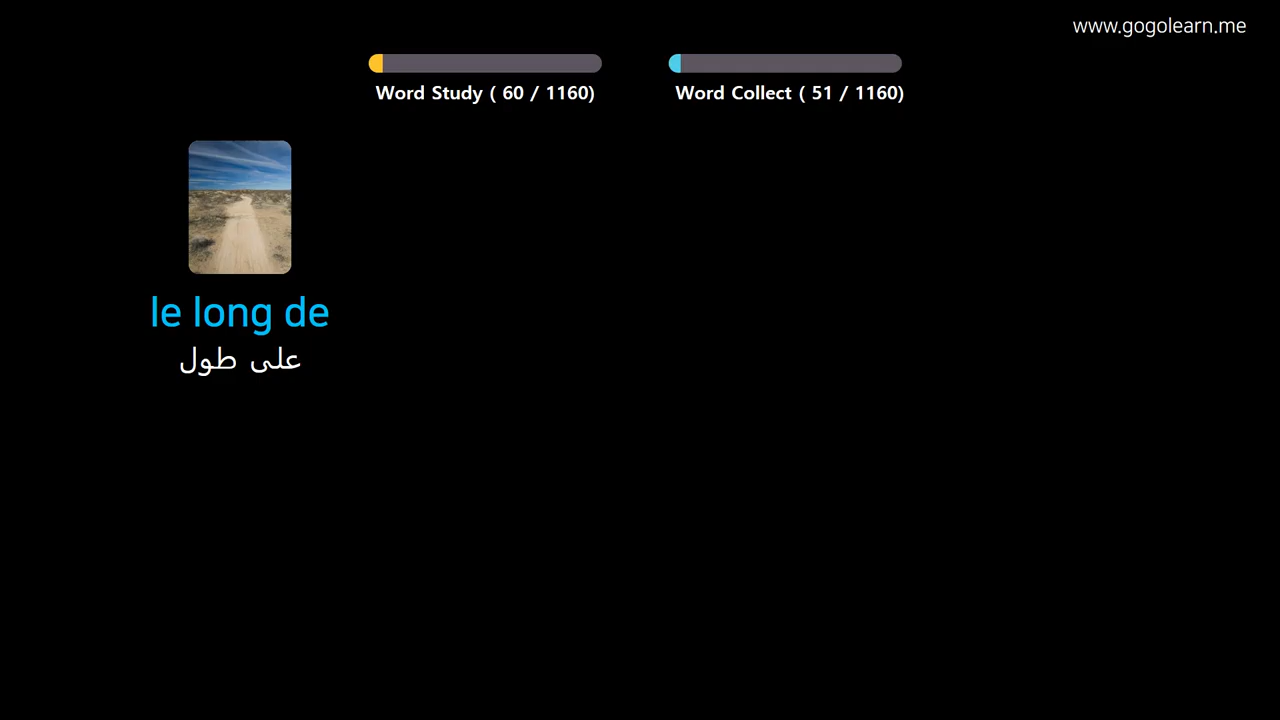 www.gogolearn.me
Word Study ( 60 / 1160)
Word Collect ( 51 / 1160)
le long de
على طول